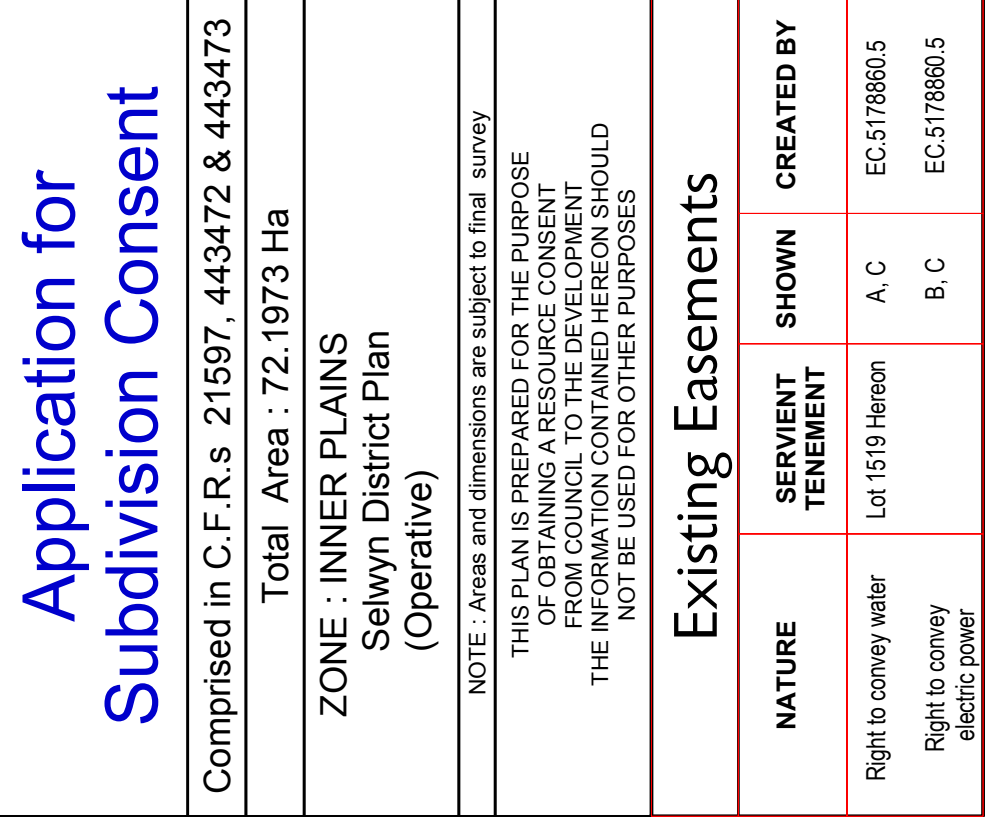 Application for
Subdivision Consent
Comprised in C.F.R.s 21597, 443472 & 443473
Total Area : 72.1973 Ha
ZONE : INNER PLAINS
Selwyn District Plan
(Operative)
NOTE : Areas and dimensions are subject to final survey
THIS PLAN IS PREPARED FOR THE PURPOSE
OF OBTAINING A RESOURCE CONSENT
FROM COUNCIL TO THE DEVELOPMENT
THE INFORMATION CONTAINED HEREON SHOULD
NOT BE USED FOR OTHER PURPOSES
Existing Easements
NATURE SERVIENT TENEMENT SHOWN CREATED BY
Right to convey water Lot 1519 Hereon A, C EC.5178860.5
Right to convey
electric power B, C EC.5178860.5